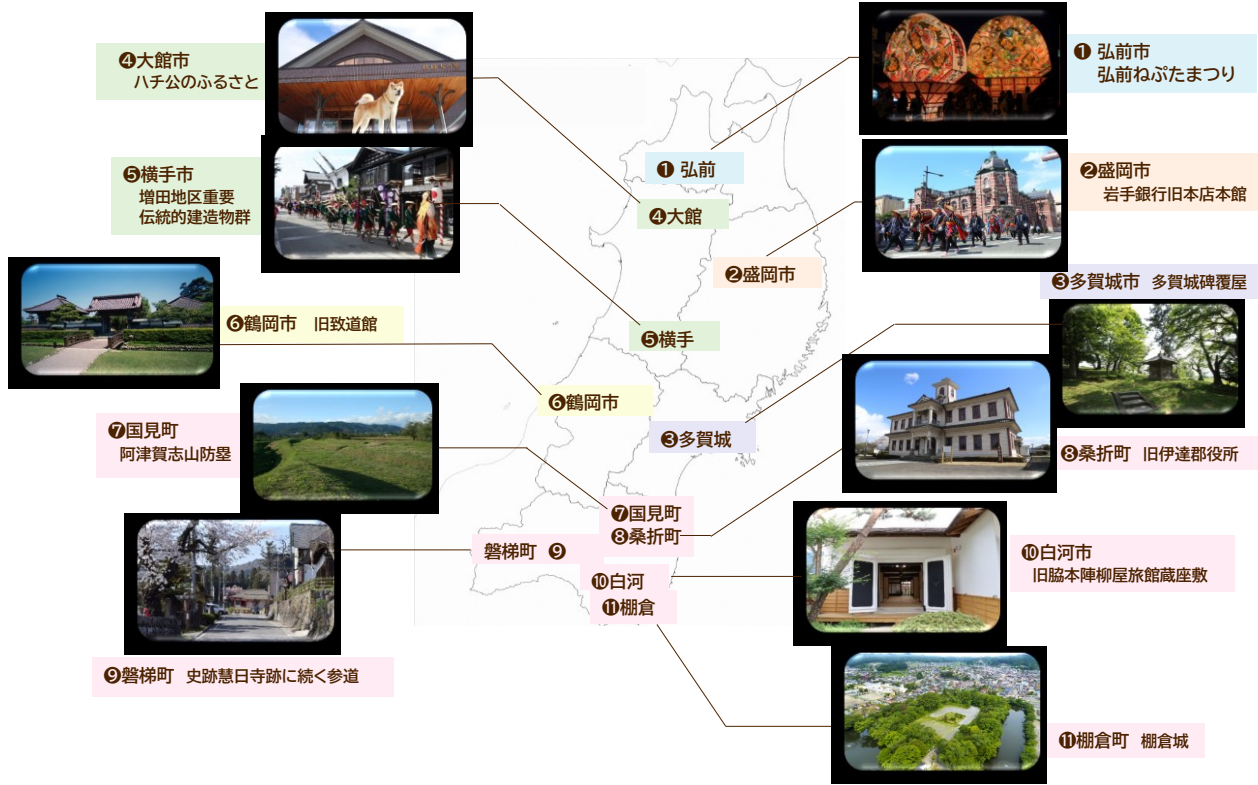 ❹大館市
ハチ公のふるさと
❶ 弘前市
弘前ねぷたまつり
❺横手市
増田地区重要
伝統的建造物群
❶ 弘前
❷盛岡市
岩手銀行旧本店本館
❹大館
❷盛岡市
❸多賀城市 多賀城碑覆屋
❻鶴岡市 旧致道館
❺横手
❻鶴岡市
❸多賀城
❼国見町
阿津賀志山防塁
❽桑折町 旧伊達郡役所
❼国見町
❽桑折町
磐梯町 ❾
❿白河
⓫棚倉
❿白河市
旧脇本陣柳屋旅館蔵座敷
❾磐梯町 史跡慧日寺跡に続く参道
⓫棚倉町 棚倉城